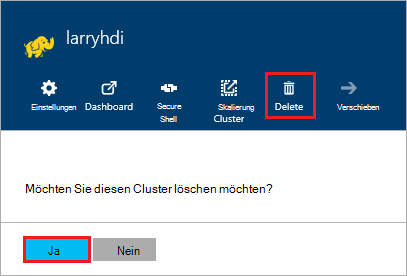 larryhdi
Einstellungen Dashboard Secure Shell Skalierung Cluster Delete Verschieben
Möchten Sie diesen Cluster löschen möchten?
Ja Nein